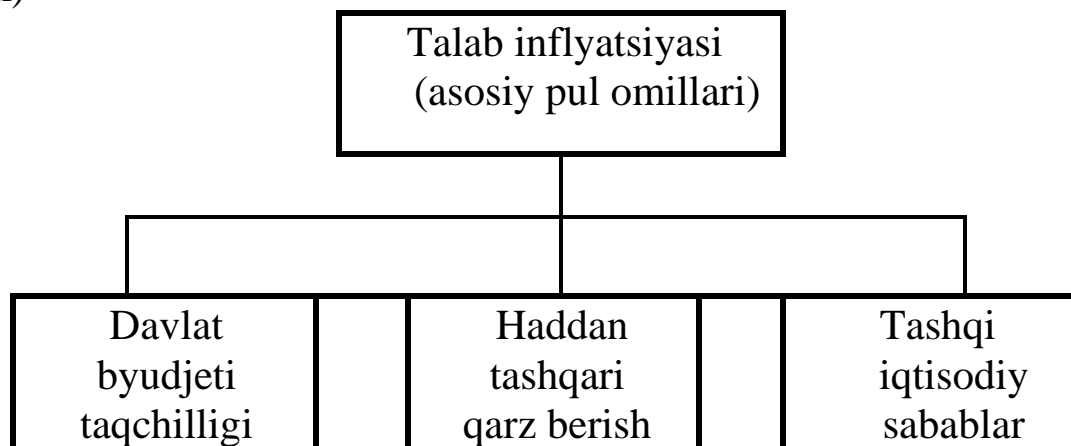 Talab inflyatsiyasi
(asosiy pul omillari)
Davlat
byudjeti
taqchilligi
Haddan
tashqari
qarz berish
Tashqi
iqtisodiy
sabablar